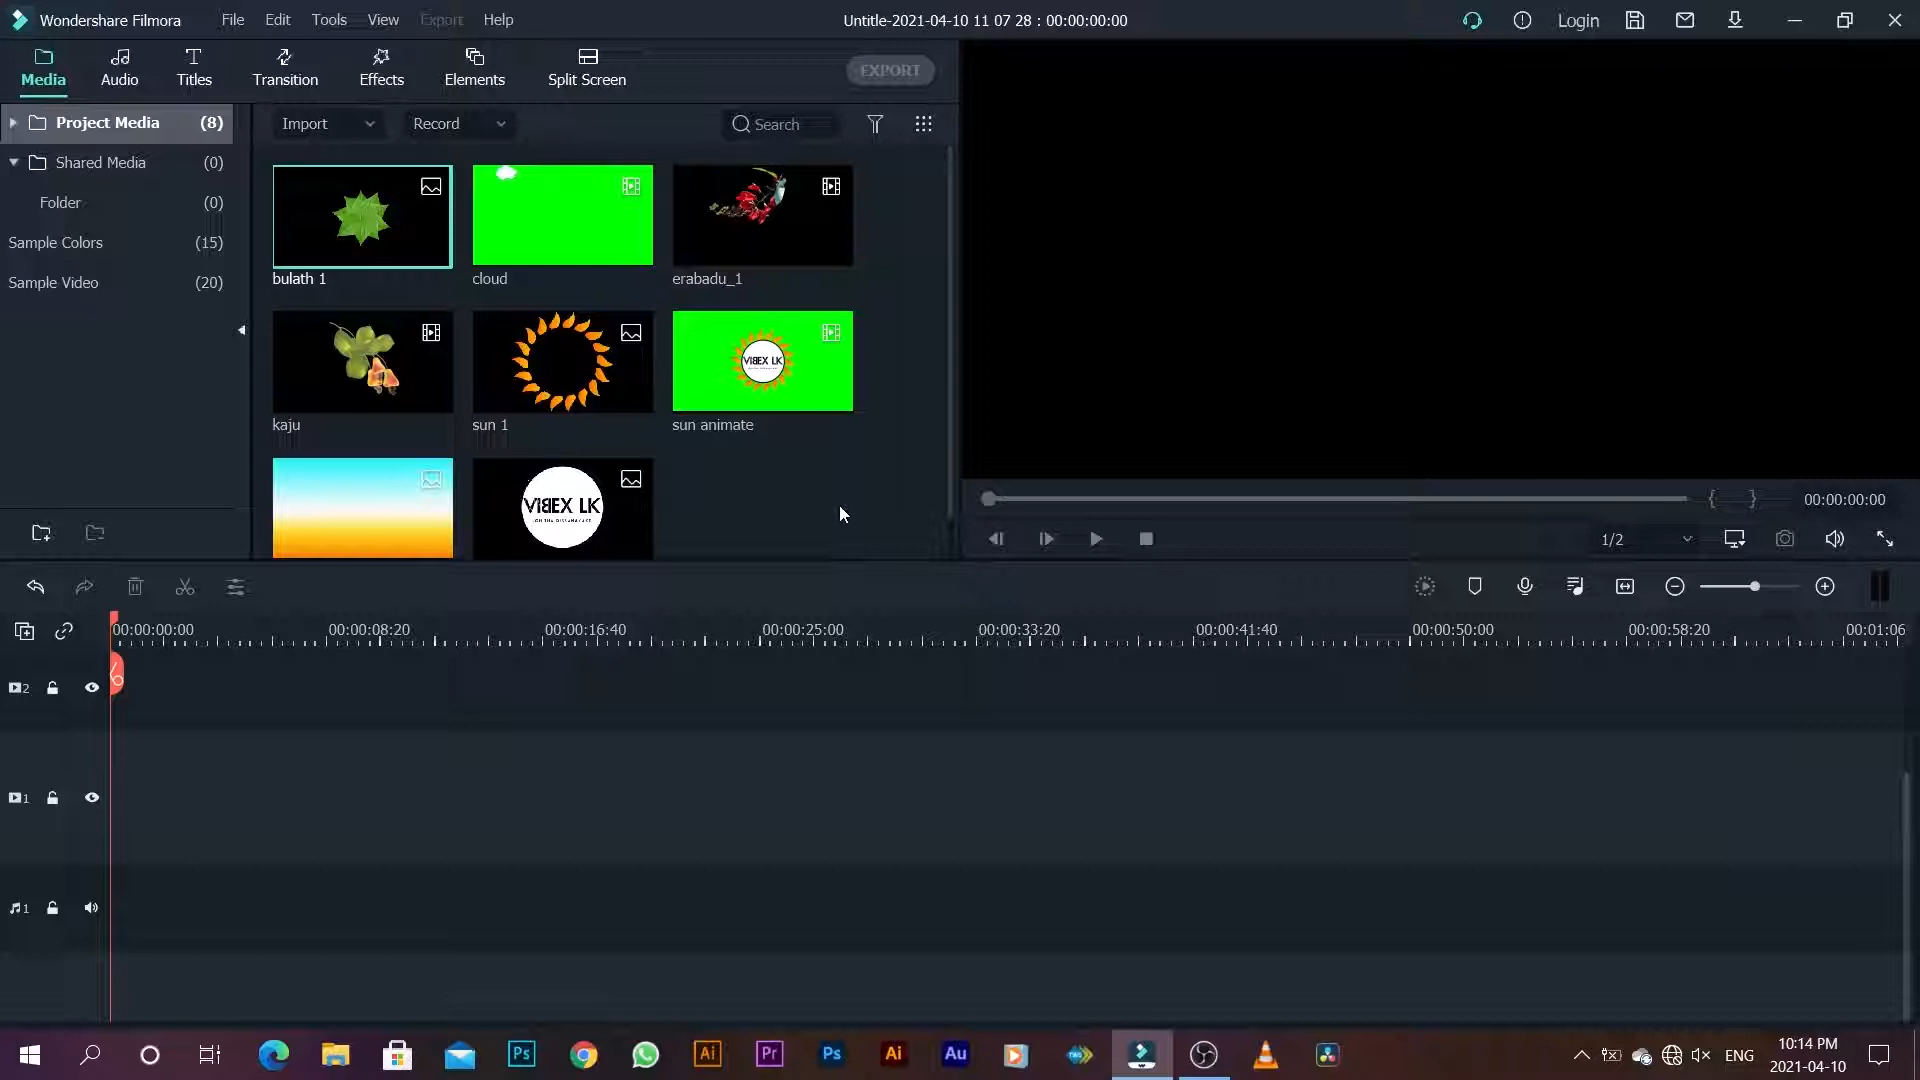 Wondershare Filmora
File Edit Tools View Export Help
Untitle-2021-04-10 11 07 28 : 00:00:00:00
Login
Media Audio Titles Transition Effects Elements Split Screen
EXPORT
Project Media (8)
Import Record Search
Shared Media (0)
Folder (0)
Sample Colors (15)
Sample Video (20)
bulath 1 cloud erabadu_1
VIBEX LK
kaju sun 1 sun animate
VIBEX LK
00:00:00:00
1/2
00:00:00:00 00:00:08:20 00:00:16:40 00:00:25:00 00:00:33:20 00:00:41:40 00:00:50:00 00:00:58:20 00:01:06
2
1
1
Ps Ai Pr Ps Ai Au
ENG
10:14 PM
2021-04-10